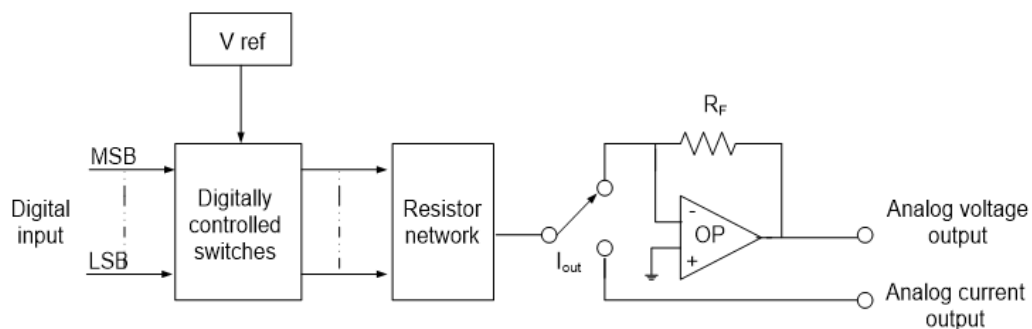 V ref
R_F
MSB
Digital
input
LSB
Digitally
controlled
switches
Resistor
network
I_out
-
OP
+
Analog voltage
output
Analog current
output